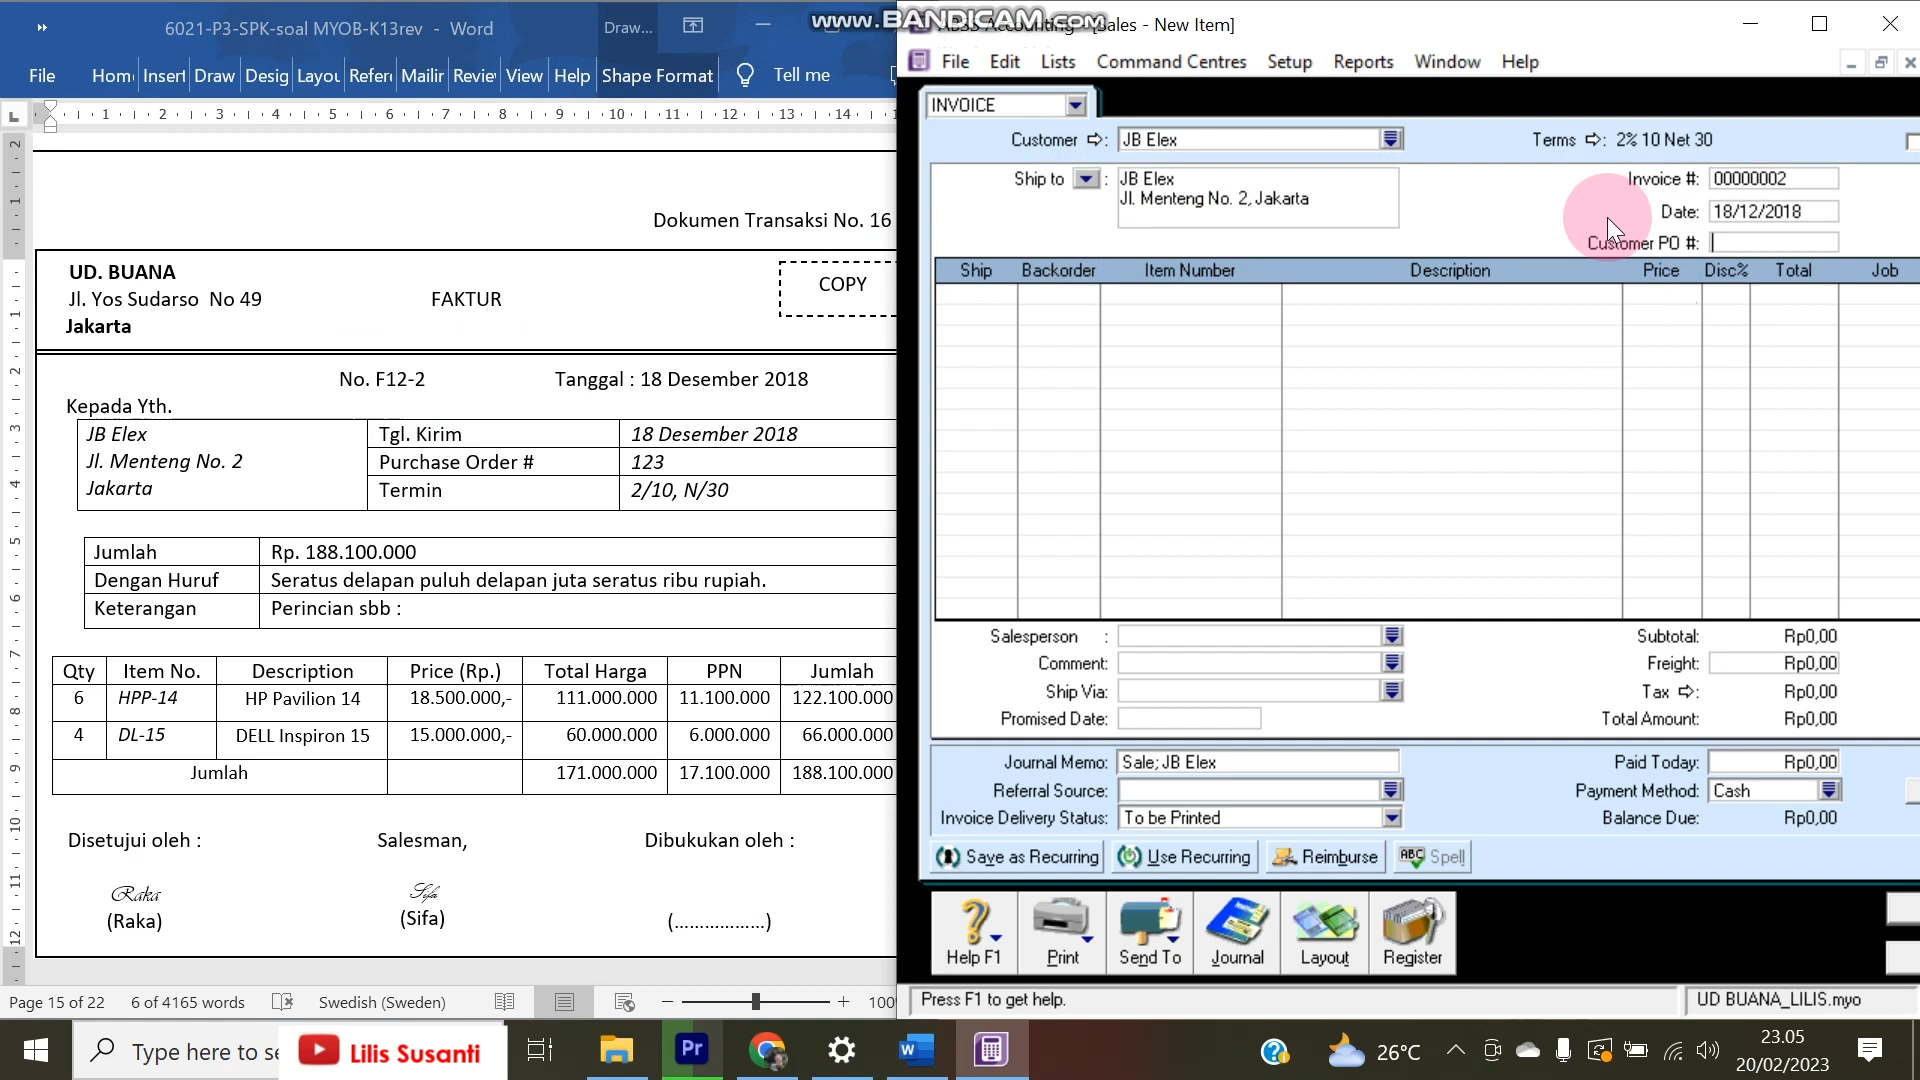 6021-P3-SPK-soal MYOB-K13rev - Word
Draw...
File
Hom
Insert
Draw
Desig
Layou
Refere
Mailin
Review
View
Help
Shape Format
Tell me
Dokumen Transaksi No. 16
UD. BUANA
Jl. Yos Sudarso No 49
FAKTUR
COPY
Jakarta
No. F12-2
Tanggal : 18 Desember 2018
Kepada Yth.
JB Elex
Jl. Menteng No. 2
Jakarta
Tgl. Kirim
18 Desember 2018
Purchase Order #
123
Termin
2/10, N/30
Jumlah
Rp. 188.100.000
Dengan Huruf
Seratus delapan puluh delapan juta seratus ribu rupiah.
Keterangan
Perincian sbb :
Qty Item No. Description Price (Rp.) Total Harga PPN Jumlah
6 HPP-14 HP Pavilion 14 18.500.000,- 111.000.000 11.100.000 122.100.000
4 DL-15 DELL Inspiron 15 15.000.000,- 60.000.000 6.000.000 66.000.000
Jumlah 171.000.000 17.100.000 188.100.000
Disetujui oleh :
Salesman,
Dibukukan oleh :
Raka
Sifa
(Raka)
(Sifa)
(...................)
Page 15 of 22
6 of 4165 words
Swedish (Sweden)
100
www.BANDICAM.com
ABSS Accounting - [Sales - New Item]
File Edit Lists Command Centres Setup Reports Window Help
INVOICE
Customer : JB Elex
Terms : 2% 10 Net 30
Ship to : JB Elex
Jl. Menteng No. 2, Jakarta
Invoice #: 00000002
Date: 18/12/2018
Customer PO #:
Ship Backorder Item Number Description Price Disc% Total Job
Salesperson :
Comment:
Ship Via:
Promised Date:
Subtotal: Rp0,00
Freight: Rp0,00
Tax : Rp0,00
Total Amount: Rp0,00
Journal Memo: Sale; JB Elex
Referral Source:
Invoice Delivery Status: To be Printed
Paid Today: Rp0,00
Payment Method: Cash
Balance Due: Rp0,00
Save as Recurring
Use Recurring
Reimburse
ABC Spell
Help F1
Print
Send To
Journal
Layout
Register
Press F1 to get help.
UD BUANA_LILIS.myo
Type here to se
Lilis Susanti
Pr
W
26°C
23.05
20/02/2023